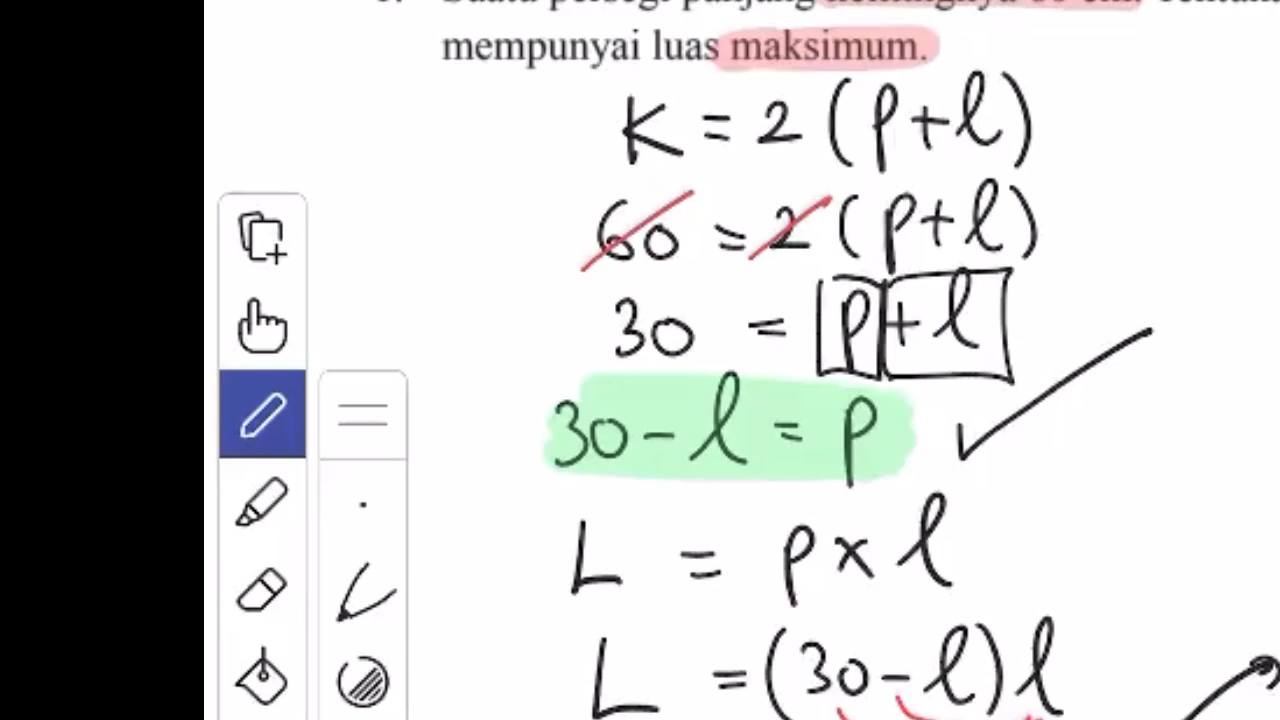 mempunyai luas maksimum.
K = 2 (p+l)
60 = 2 (p+l)
30 = p+l
30 - l = p
L = p x l
L = (30 - l) l